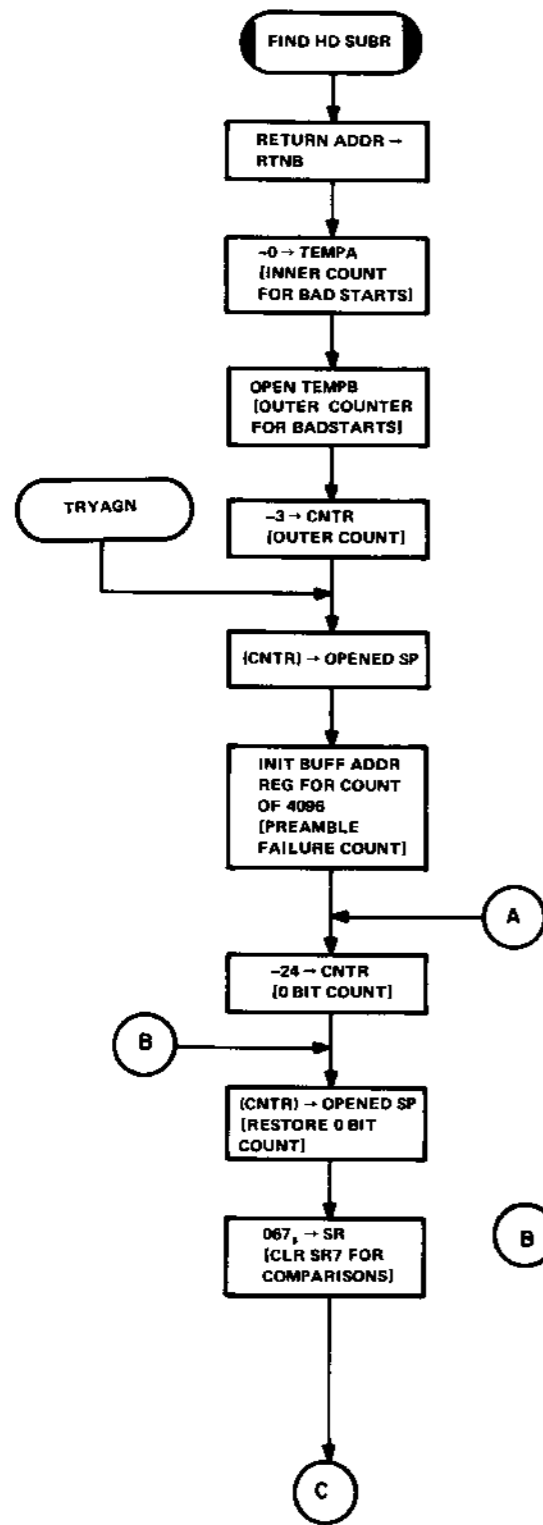 FIND HD SUBR
RETURN ADDR →
RTNB
-0 → TEMPA
[INNER COUNT
FOR BAD STARTS]
OPEN TEMPB
[OUTER COUNTER
FOR BADSTARTS]
TRYAGN
-3 → CNTR
[OUTER COUNT]
(CNTR) → OPENED SP
INIT BUFF ADDR
REG FOR COUNT
OF 4096
[PREAMBLE
FAILURE COUNT]
A
-24 → CNTR
[0 BIT COUNT]
B
(CNTR) → OPENED SP
[RESTORE 0 BIT
COUNT]
067₈ → SR
[CLR SR7 FOR
COMPARISONS]
B
C